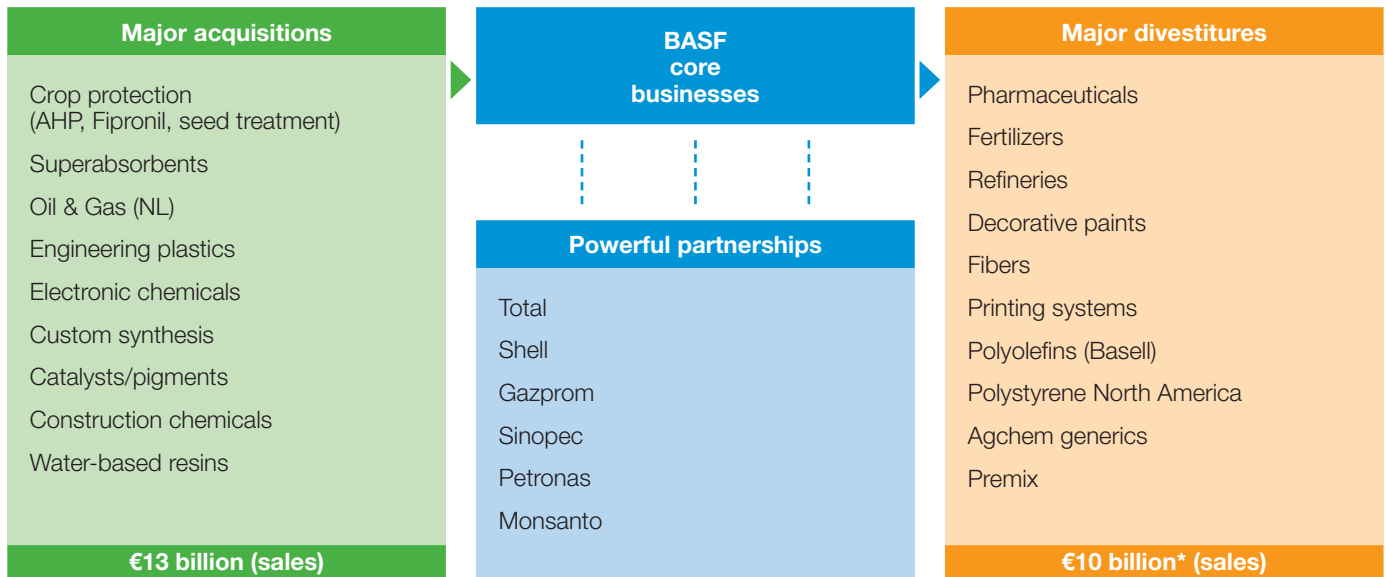 Major acquisitions
Crop protection
(AHP, Fipronil, seed treatment)
Superabsorbents
Oil & Gas (NL)
Engineering plastics
Electronic chemicals
Custom synthesis
Catalysts/pigments
Construction chemicals
Water-based resins
€13 billion (sales)
BASF
core
businesses
Powerful partnerships
Total
Shell
Gazprom
Sinopec
Petronas
Monsanto
Major divestitures
Pharmaceuticals
Fertilizers
Refineries
Decorative paints
Fibers
Printing systems
Polyolefins (Basell)
Polystyrene North America
Agchem generics
Premix
€10 billion* (sales)